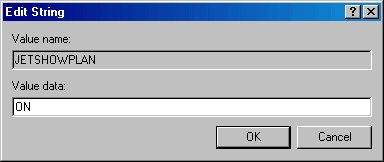 Edit String
Value name:
JETSHOWPLAN
Value data:
ON
OK
Cancel